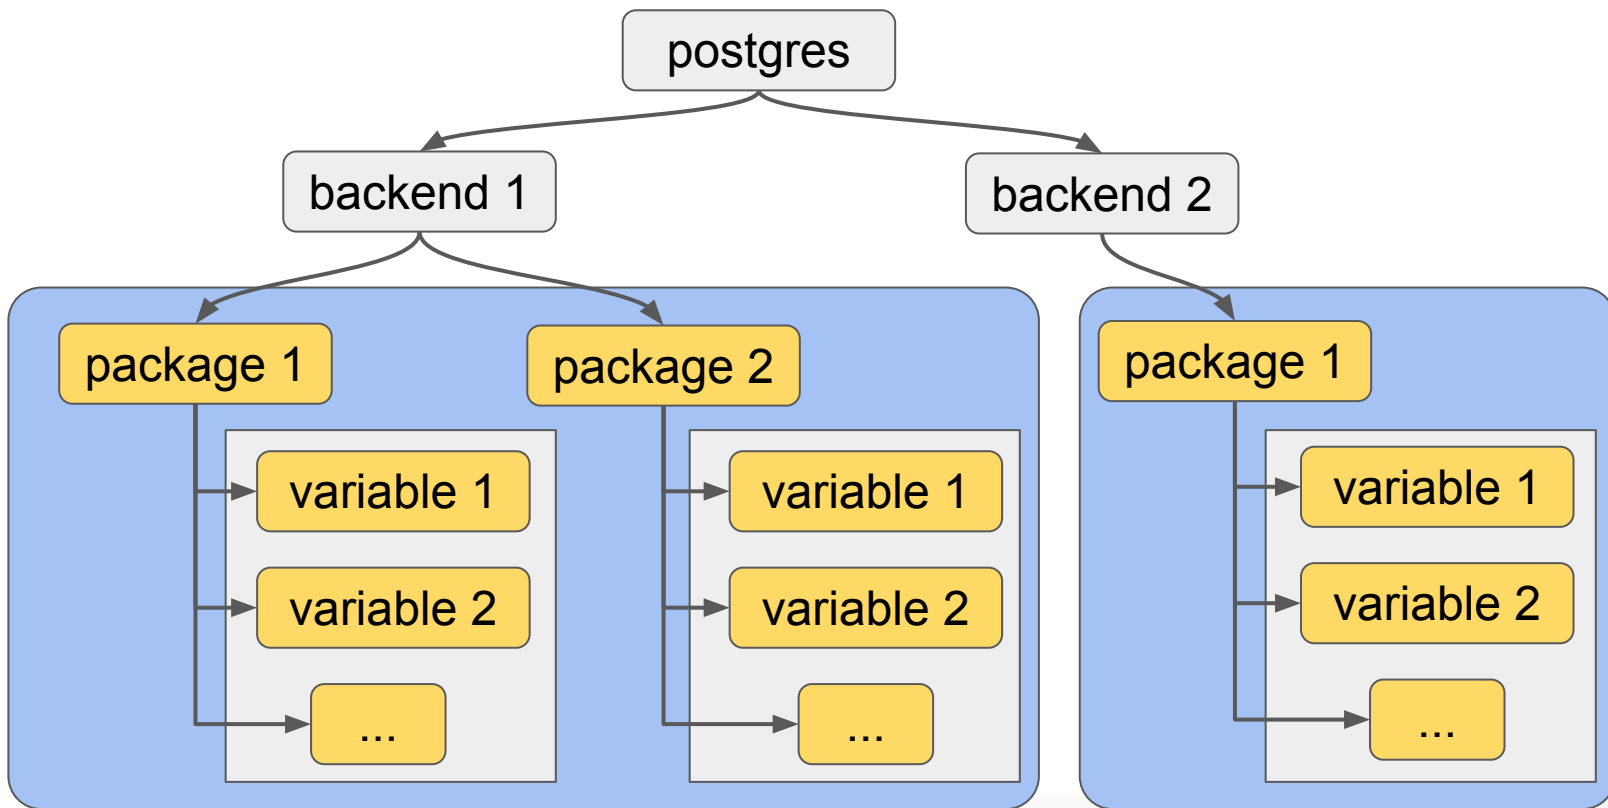 postgres
backend 1
backend 2
package 1
package 2
package 1
variable 1
variable 1
variable 1
variable 2
variable 2
variable 2
...
...
...